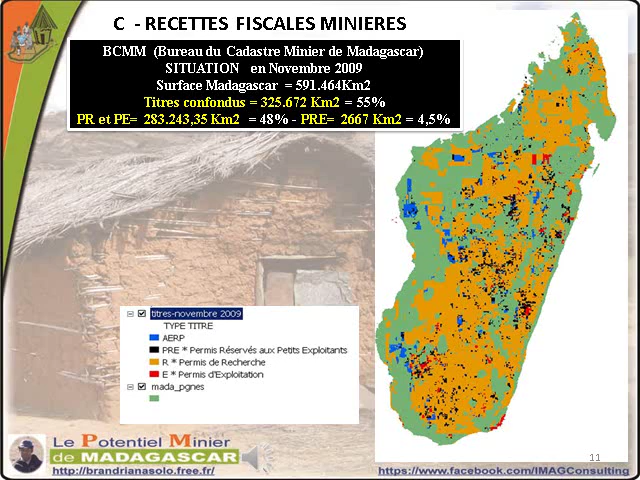 C - RECETTES FISCALES MINIERES
BCMM (Bureau du Cadastre Minier de Madagascar)
SITUATION en Novembre 2009
Surface Madagascar = 591.464Km2
Titres confondus = 325.672 Km2 = 55%
PR et PE= 283.243,35 Km2 = 48% - PRE= 2667 Km2 = 4,5%
titres-novembre 2009
TYPE TITRE
AERP
PRE * Permis Réservés aux Petits Exploitants
R * Permis de Recherche
E * Permis d'Exploitation
mada_pgnes
Le Potentiel Minier
de MADAGASCAR
http://brandrianasolo.free.fr/
11
https://www.facebook.com/IMAGConsulting